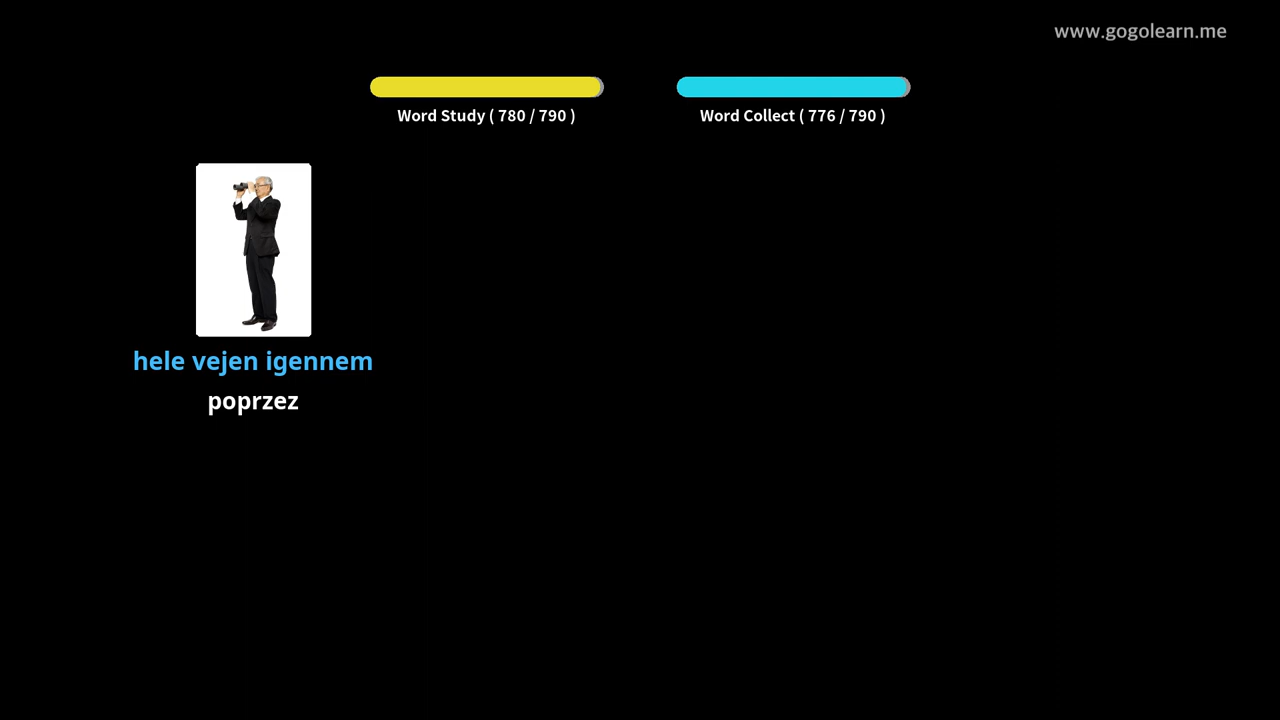 www.gogolearn.me
Word Study ( 780 / 790 )
Word Collect ( 776 / 790 )
hele vejen igennem
poprzez